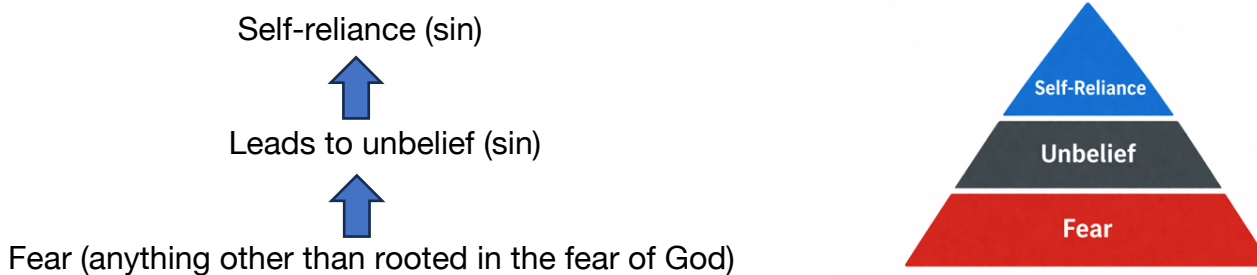 Self-reliance (sin)
Leads to unbelief (sin)
Fear (anything other than rooted in the fear of God)
Self-Reliance
Unbelief
Fear